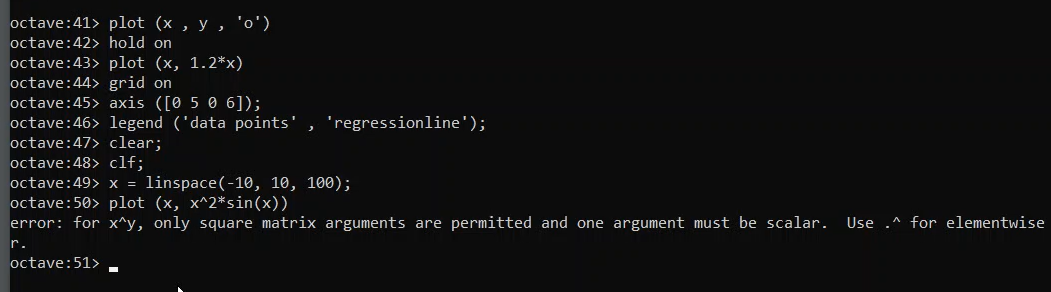 octave:41> plot (x , y , 'o')
octave:42> hold on
octave:43> plot (x, 1.2*x)
octave:44> grid on
octave:45> axis ([0 5 0 6]);
octave:46> legend ('data points' , 'regressionline');
octave:47> clear;
octave:48> clf;
octave:49> x = linspace(-10, 10, 100);
octave:50> plot (x, x^2*sin(x))
error: for x^y, only square matrix arguments are permitted and one argument must be scalar.  Use .^ for elementwise
r.
octave:51>